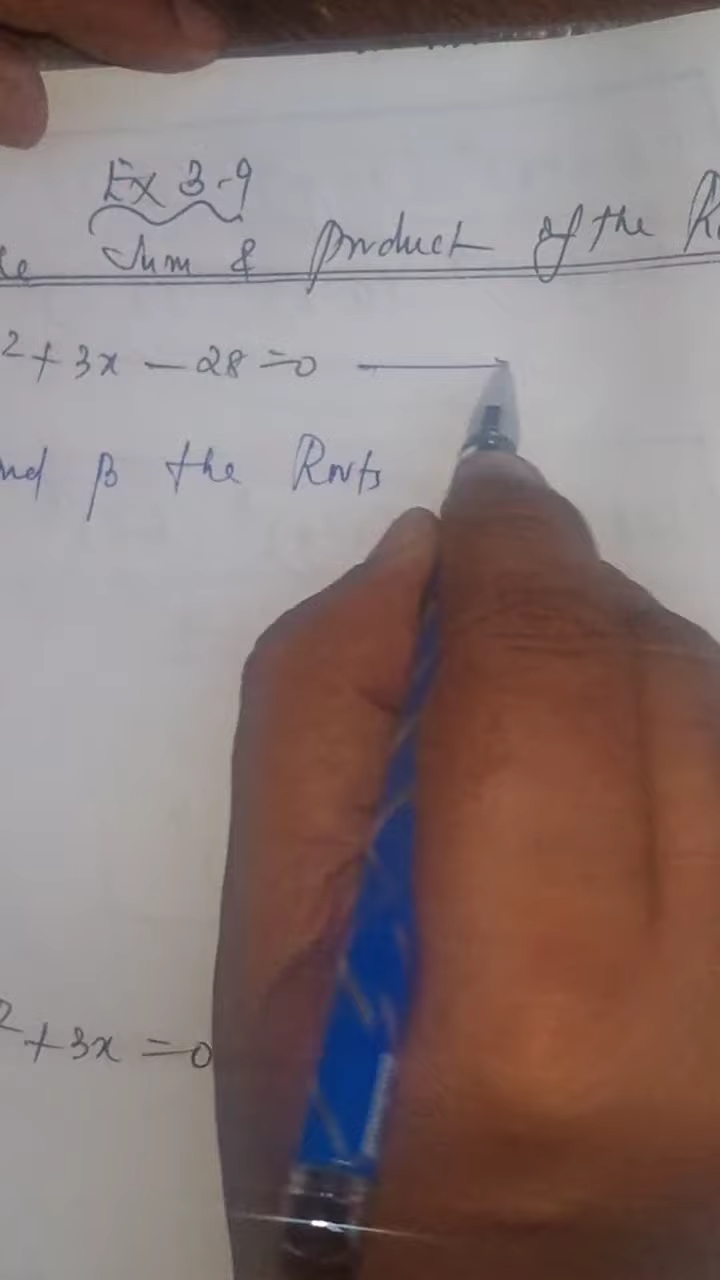 Ex 3.9
Sum & product of the
2 + 3x - 28 = 0
β the Roots
2 + 3x = 0